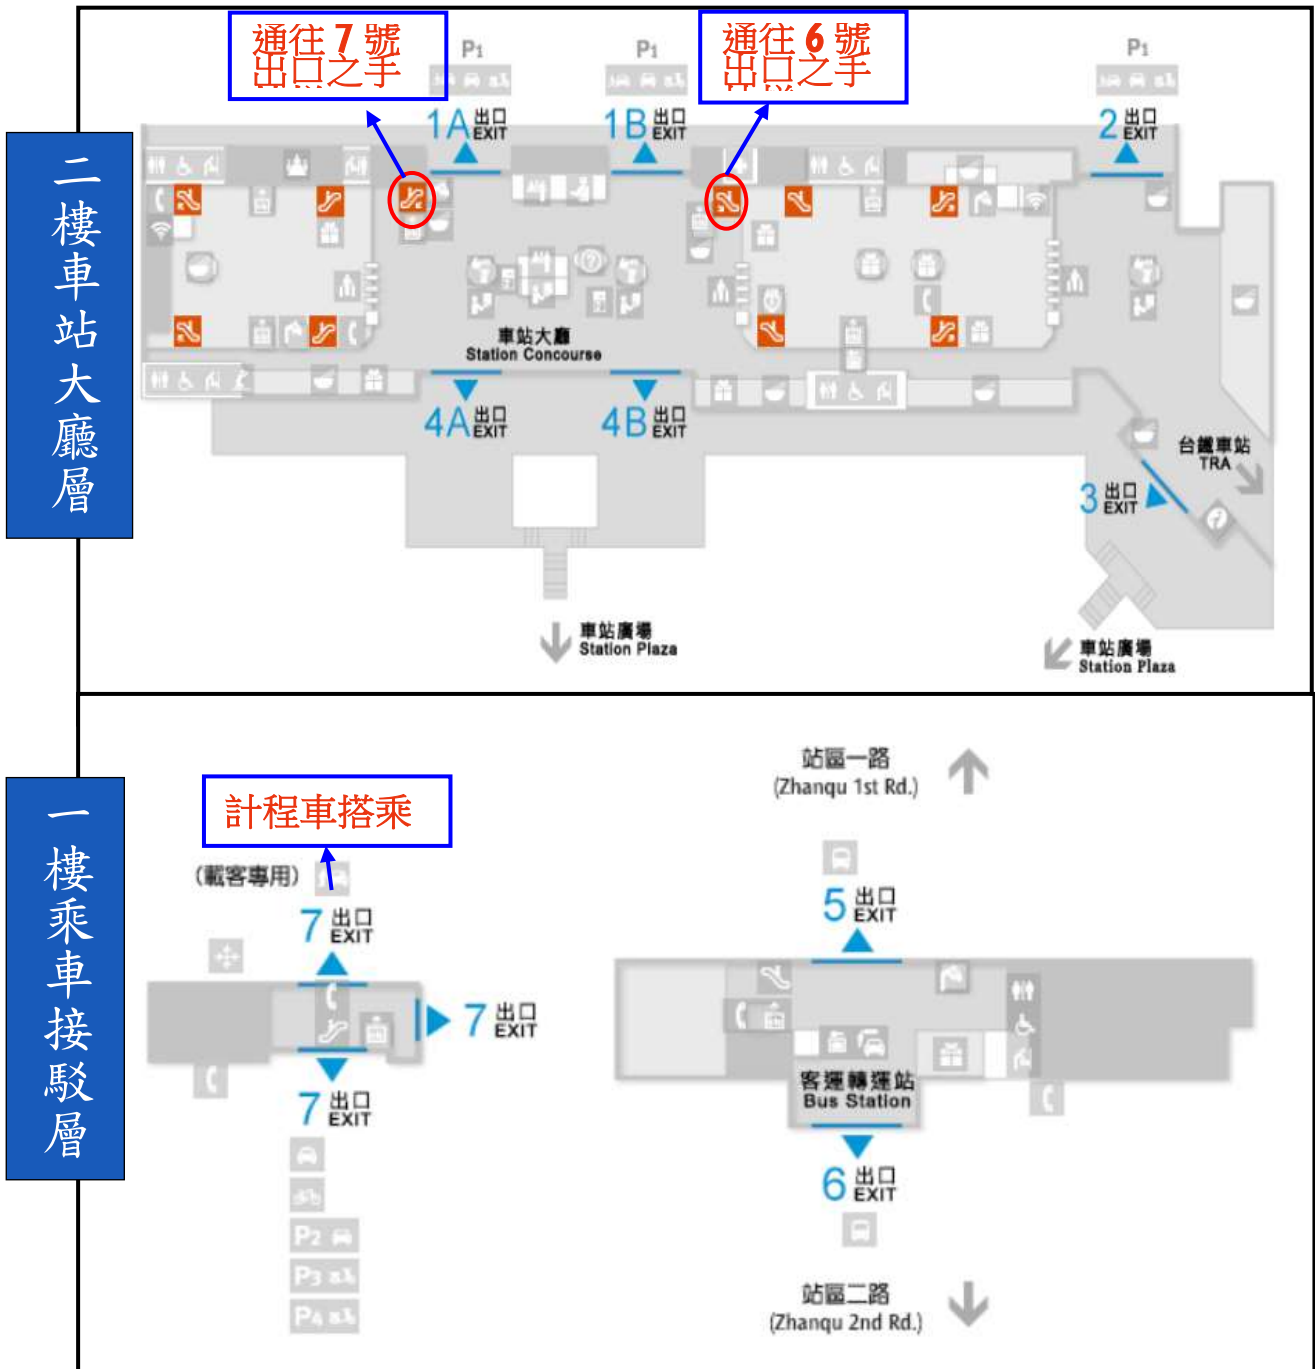 通往 7 號
出口之手
通往 6 號
出口之手
二樓車站大廳層
P1
P1
P1
1A 出口 EXIT
1B 出口 EXIT
2 出口 EXIT
車站大廳
Station Concourse
4A 出口 EXIT
4B 出口 EXIT
台鐵車站
TRA
3 出口 EXIT
車站廣場
Station Plaza
車站廣場
Station Plaza
一樓乘車接駁層
站區一路
(Zhanqu 1st Rd.)
計程車搭乘
(載客專用)
7 出口 EXIT
5 出口 EXIT
7 出口 EXIT
7 出口 EXIT
客運轉運站
Bus Station
6 出口 EXIT
P2
P3
P4
站區二路
(Zhanqu 2nd Rd.)